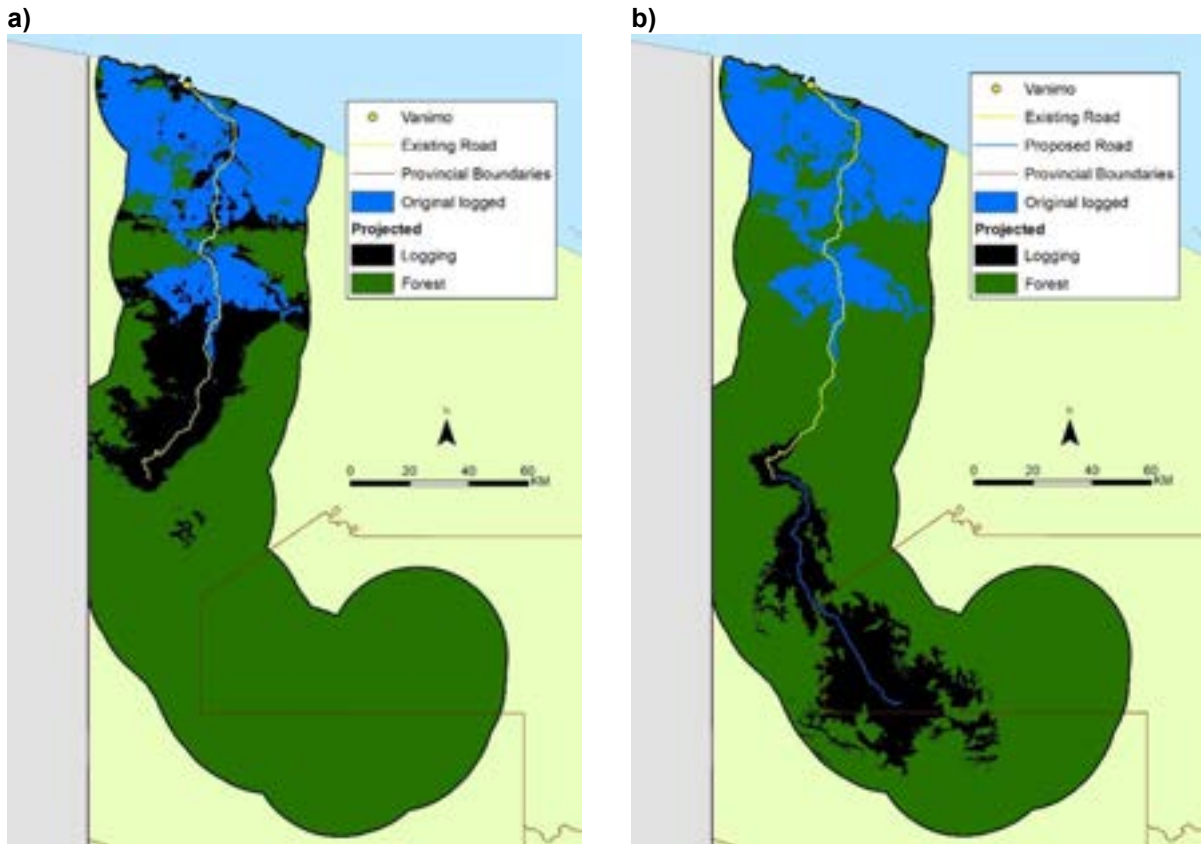 a)
Vanimo
Existing Road
Provincial Boundaries
Original logged
Projected
Logging
Forest
N
0 20 40 60
KM
b)
Vanimo
Existing Road
Proposed Road
Provincial Boundaries
Original logged
Projected
Logging
Forest
N
0 20 40 60
KM